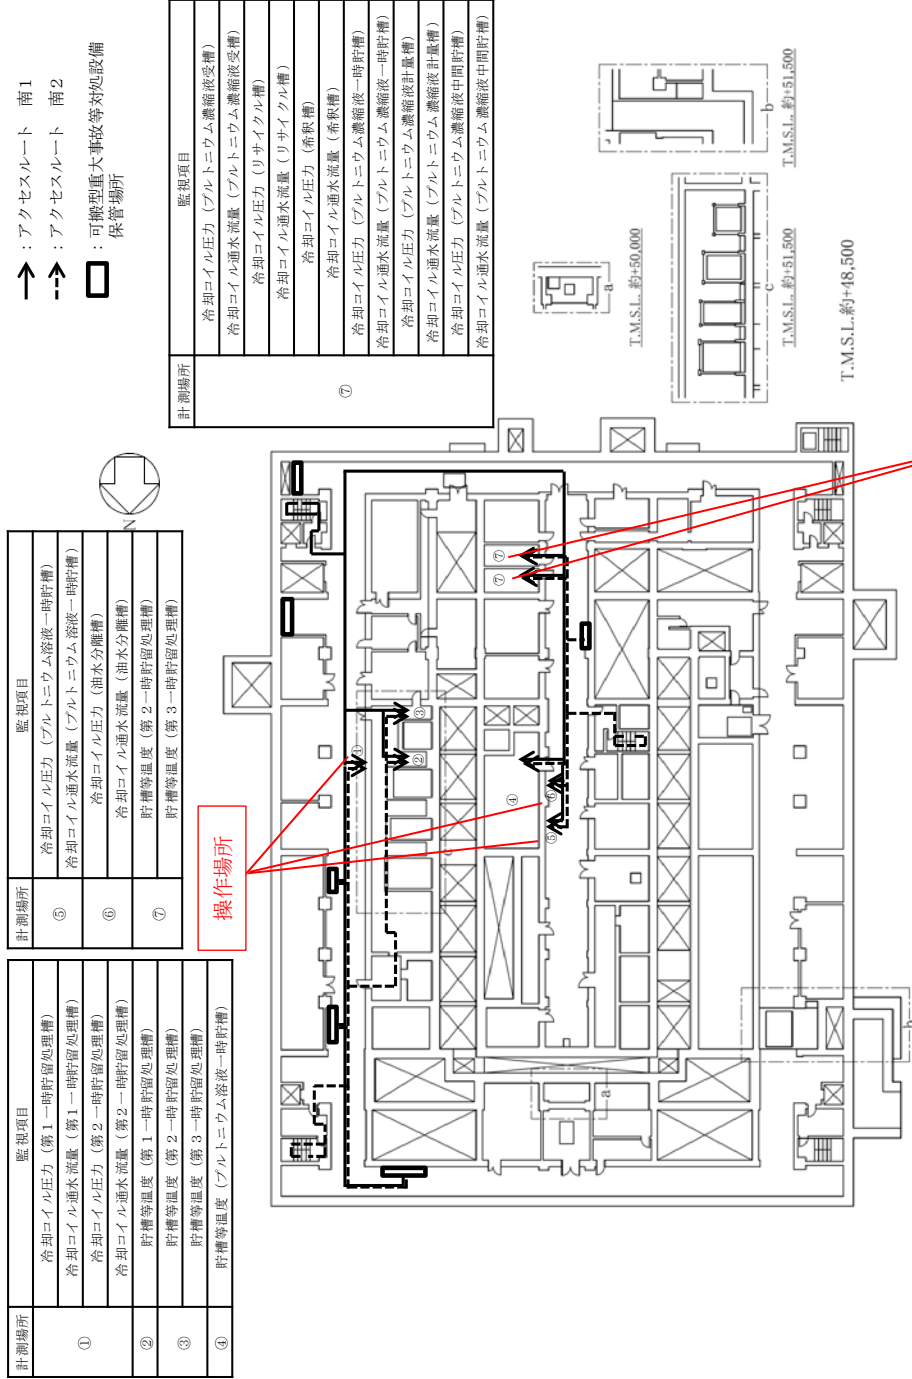 計測場所 監視項目
① 冷却コイル圧力（第１一時貯留処理槽）
冷却コイル通水流量（第１一時貯留処理槽）
冷却コイル圧力（第２一時貯留処理槽）
冷却コイル通水流量（第２一時貯留処理槽）
② 貯槽等温度（第１一時貯留処理槽）
③ 貯槽等温度（第２一時貯留処理槽）
貯槽等温度（第３一時貯留処理槽）
④ 貯槽等温度（プルトニウム溶液一時貯槽）
計測場所 監視項目
⑤ 冷却コイル圧力（プルトニウム溶液一時貯槽）
冷却コイル通水流量（プルトニウム溶液一時貯槽）
⑥ 冷却コイル圧力（油水分離槽）
冷却コイル通水流量（油水分離槽）
⑦ 貯槽等温度（第２一時貯留処理槽）
貯槽等温度（第３一時貯留処理槽）
：アクセスルート　南１
：アクセスルート　南２
：可搬型重大事故等対処設備
保管場所
計測場所 監視項目
⑦ 冷却コイル圧力（プルトニウム濃縮液受槽）
冷却コイル通水流量（プルトニウム濃縮液受槽）
冷却コイル圧力（リサイクル槽）
冷却コイル通水流量（リサイクル槽）
冷却コイル圧力（希釈槽）
冷却コイル通水流量（希釈槽）
冷却コイル圧力（プルトニウム濃縮液一時貯槽）
冷却コイル通水流量（プルトニウム濃縮液一時貯槽）
冷却コイル圧力（プルトニウム濃縮液計量槽）
冷却コイル通水流量（プルトニウム濃縮液計量槽）
冷却コイル圧力（プルトニウム濃縮液中間貯槽）
冷却コイル通水流量（プルトニウム濃縮液中間貯槽）
N
操作場所
①
②
③
④
⑤
⑥
⑦
⑦
c
a
b
a
T.M.S.L. 約+50,000
b
T.M.S.L. 約+51,500
c
T.M.S.L. 約+51,500
T.M.S.L.約+48,500